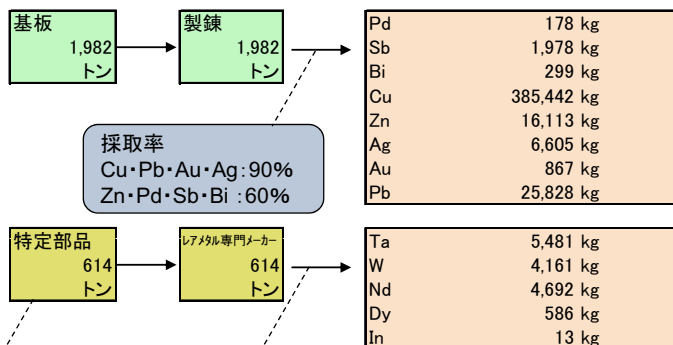 基板
1,982
トン
製錬
1,982
トン
Pd 178 kg
Sb 1,978 kg
Bi 299 kg
Cu 385,442 kg
Zn 16,113 kg
Ag 6,605 kg
Au 867 kg
Pb 25,828 kg
採取率
Cu・Pb・Au・Ag:90%
Zn・Pd・Sb・Bi :60%
特定部品
614
トン
レアメタル専門メーカー
614
トン
Ta 5,481 kg
W 4,161 kg
Nd 4,692 kg
Dy 586 kg
In 13 kg